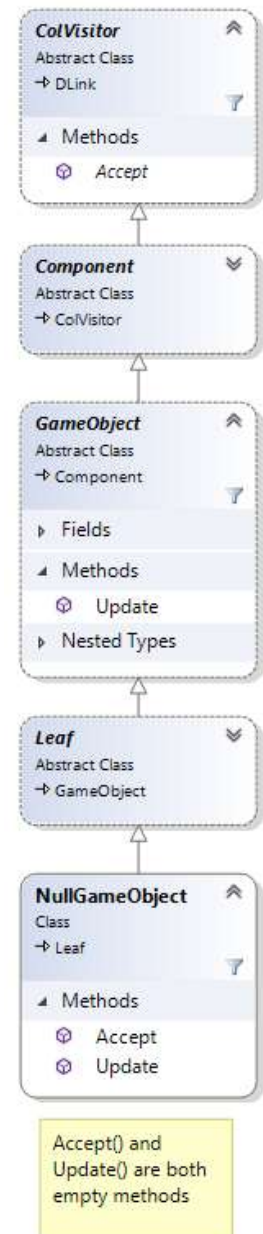 ColVisitor
Abstract Class
DLink
Methods
Accept
Component
Abstract Class
ColVisitor
GameObject
Abstract Class
Component
Fields
Methods
Update
Nested Types
Leaf
Abstract Class
GameObject
NullGameObject
Class
Leaf
Methods
Accept
Update
Accept() and
Update() are both
empty methods